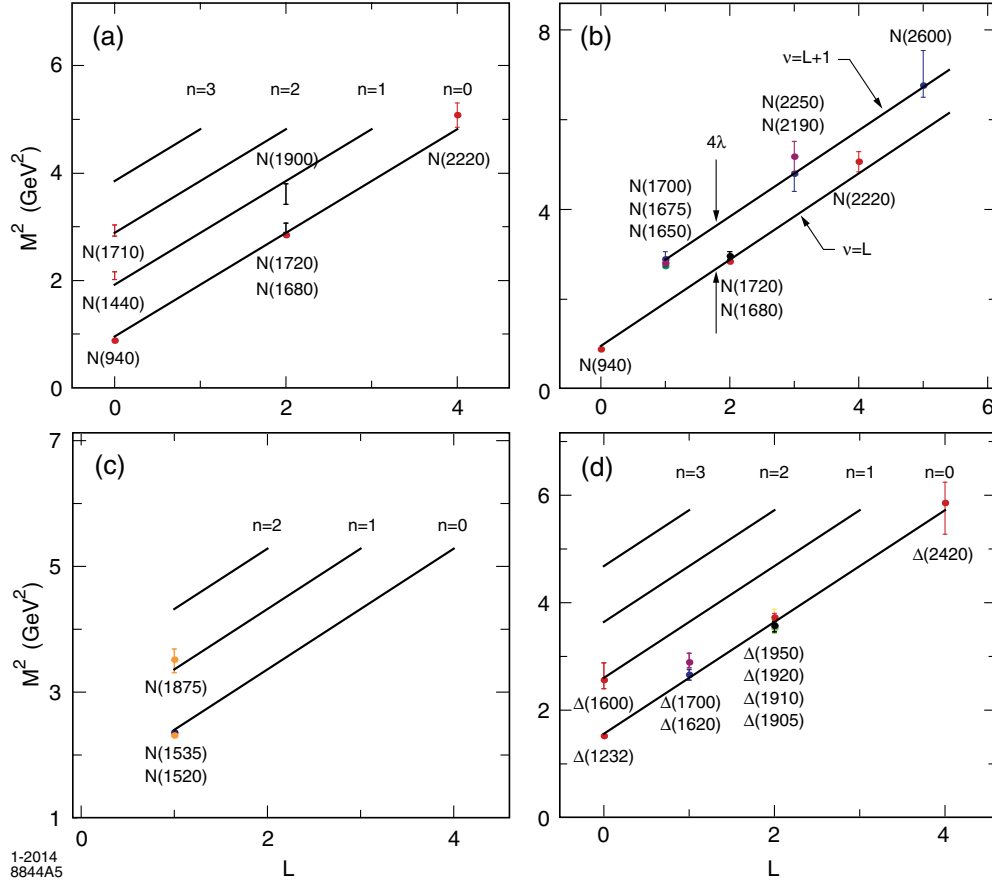 (a)
n=3 n=2 n=1 n=0
N(1900)
N(2220)
N(1710)
N(1720)
N(1680)
N(1440)
N(940)
M² (GeV²)
6
4
2
0
0 2 4
(b)
N(2600)
ν=L+1
N(2250)
N(2190)
4λ
N(1700)
N(1675)
N(1650)
N(2220)
ν=L
N(1720)
N(1680)
N(940)
8
4
0
0 2 4 6
(c)
n=2 n=1 n=0
N(1875)
N(1535)
N(1520)
M² (GeV²)
7
5
3
1
0 2 4
L
(d)
n=3 n=2 n=1 n=0
Δ(2420)
Δ(1600)
Δ(1700)
Δ(1620)
Δ(1950)
Δ(1920)
Δ(1910)
Δ(1905)
Δ(1232)
6
4
2
0
0 2 4
L
1-2014
8844A5